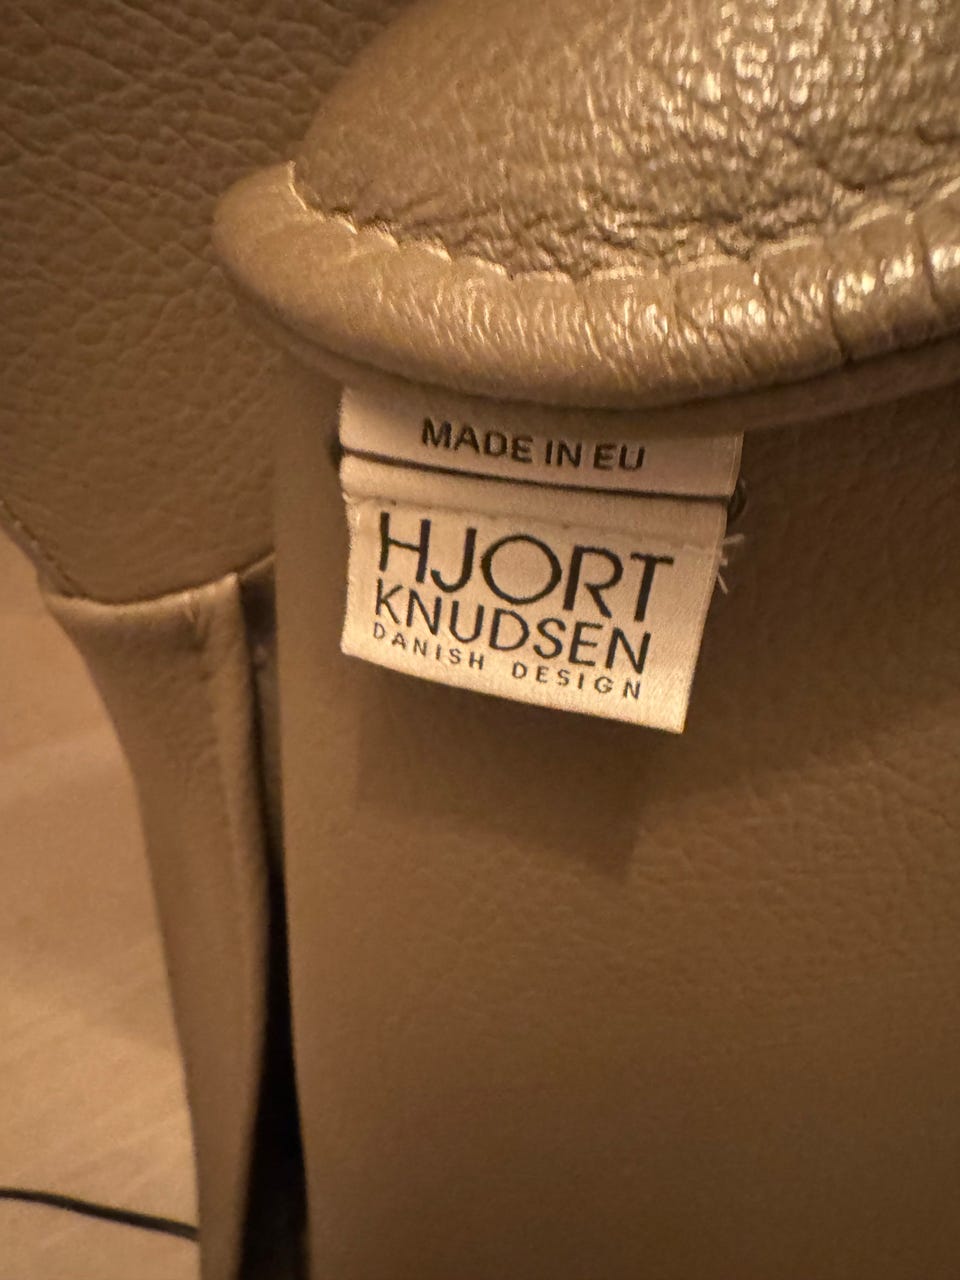 MADE IN EU
HJORT
KNUDSEN
DANISH DESIGN